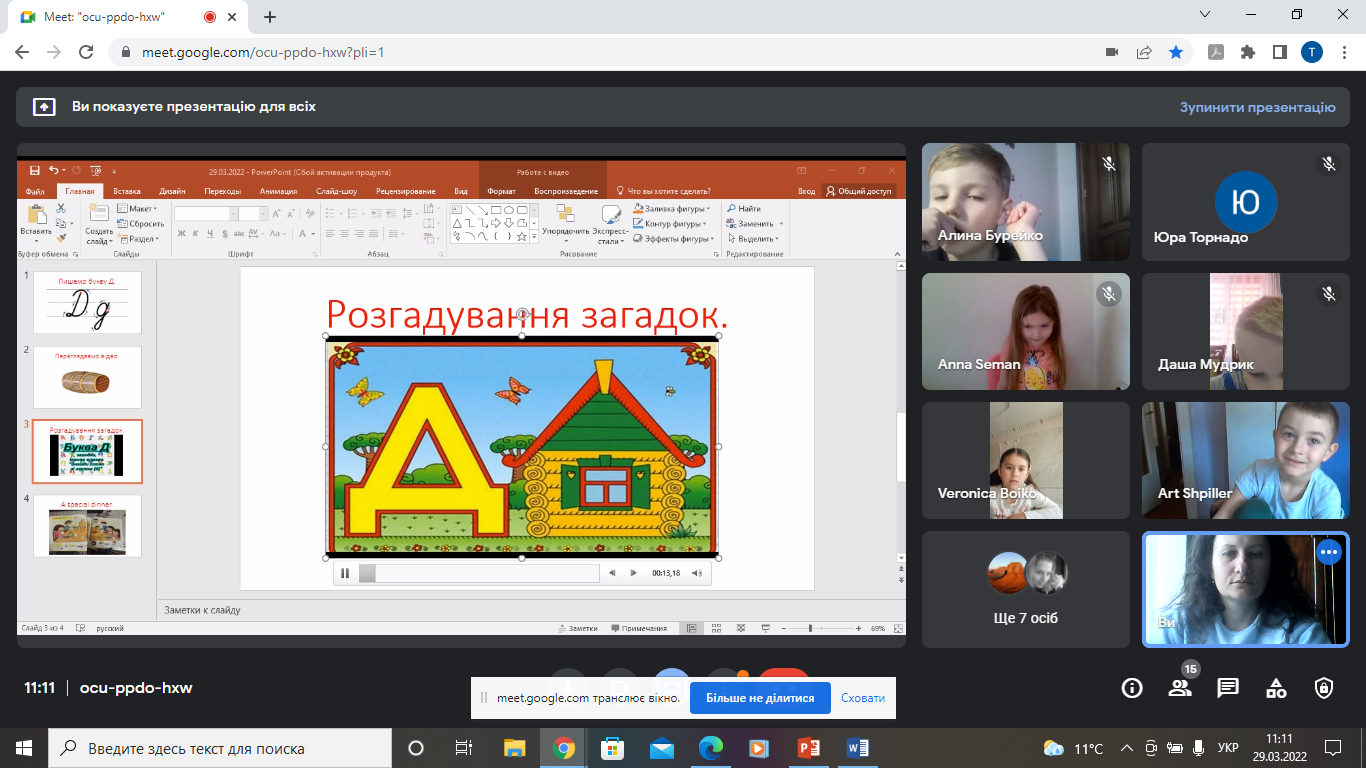 Meet: "ocu-ppdo-hxw"
meet.google.com/ocu-ppdo-hxw?pli=1
T
Ви показуєте презентацію для всіх
Зупинити презентацію
29.03.2022 - PowerPoint (Сбой активации продукта)
Работа с видео
Файл
Главная
Вставка
Дизайн
Переходы
Анимация
Слайд-шоу
Рецензирование
Вид
Формат
Воспроизведение
Что вы хотите сделать?
Вход
Общий доступ
Вставить
Создать
слайд
Макет
Сбросить
Раздел
Ж
К
Ч
S
abc
AV
Aa
A
Упорядочить
Экспресс-
стили
Заливка фигуры
Контур фигуры
Эффекты фигуры
Найти
Заменить
Выделить
Буфер обмена
Слайды
Шрифт
Абзац
Рисование
Редактирование
1
Пишемо букву Д.
Д д
2
Переглядаємо відео.
3
Розгадування загадок.
Буква Д
4
A special dinner.
Розгадування загадок.
Д
00:13,18
Заметки к слайду
Слайд 3 из 4
русский
Заметки
Примечания
69%
Алина Бурейко
Ю
Юра Торнадо
Anna Seman
Даша Мудрик
Veronica Boiko
Art Shpiller
Ще 7 осіб
Ви
11:11
ocu-ppdo-hxw
15
meet.google.com транслює вікно.
Більше не ділитися
Сховати
Введите здесь текст для поиска
11°C
УКР
11:11
29.03.2022